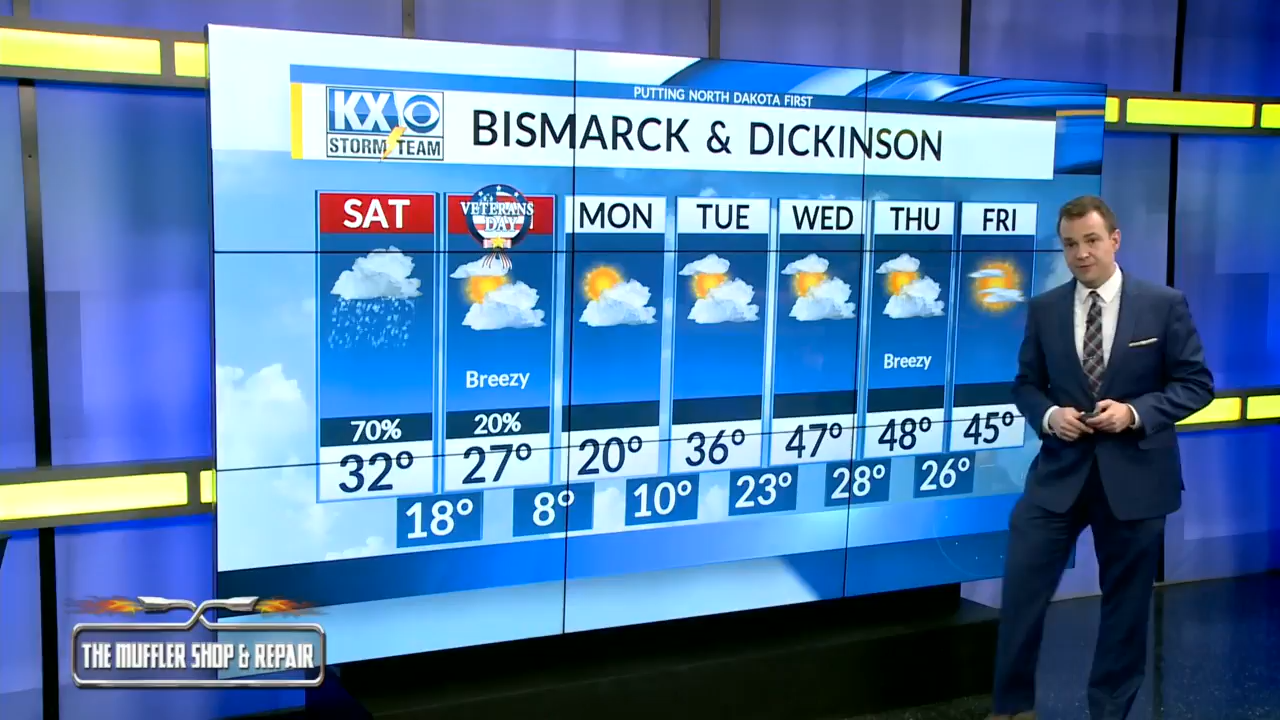 PUTTING NORTH DAKOTA FIRST
KX
STORM TEAM
BISMARCK & DICKINSON
SAT
VETERANS
DAY
MON
TUE
WED
THU
FRI
Breezy
Breezy
70%
20%
32°
27°
20°
36°
47°
48°
45°
18°
8°
10°
23°
28°
26°
THE MUFFLER SHOP & REPAIR